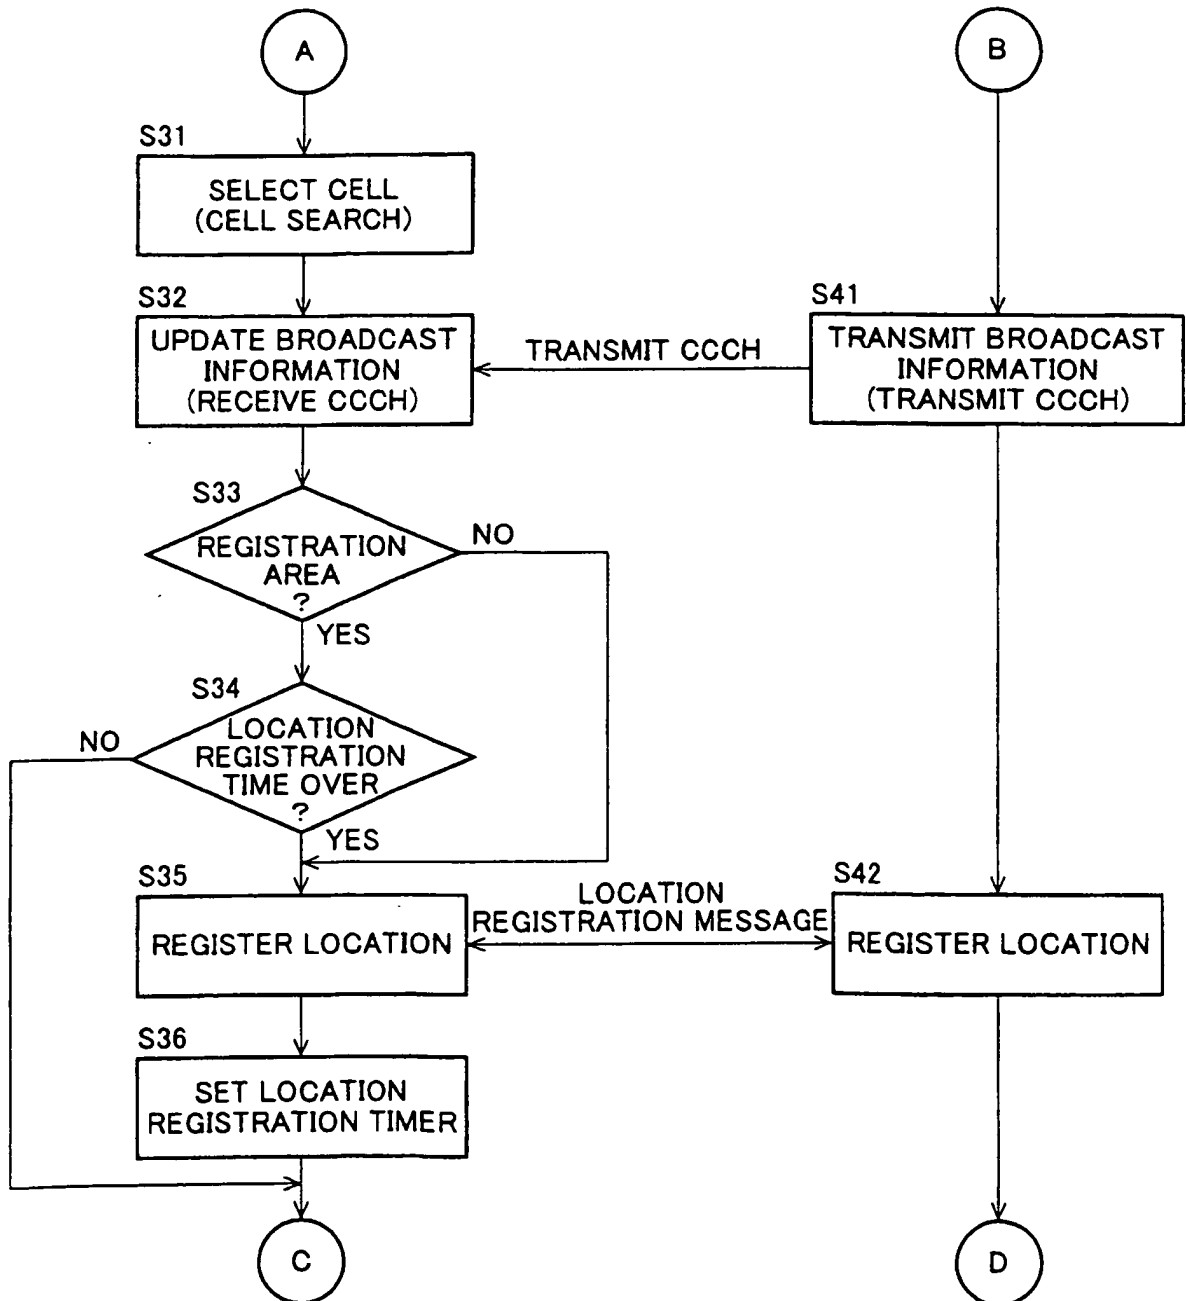 A
B
S31
SELECT CELL
(CELL SEARCH)
S32
UPDATE BROADCAST
INFORMATION
(RECEIVE CCCH)
TRANSMIT CCCH
S41
TRANSMIT BROADCAST
INFORMATION
(TRANSMIT CCCH)
S33
REGISTRATION
AREA
?
NO
YES
S34
LOCATION
REGISTRATION
TIME OVER
?
NO
YES
S35
REGISTER LOCATION
LOCATION
REGISTRATION MESSAGE
S42
REGISTER LOCATION
S36
SET LOCATION
REGISTRATION TIMER
C
D